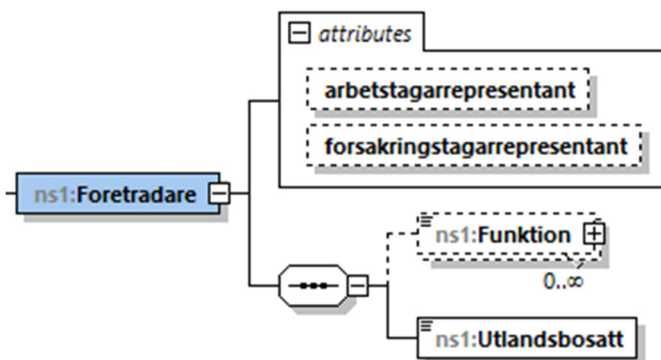 attributes
arbetstagarrepresentant
forsakringstagarrepresentant
ns1:Foretradare
ns1:Funktion
0..∞
ns1:Utlandsbosatt